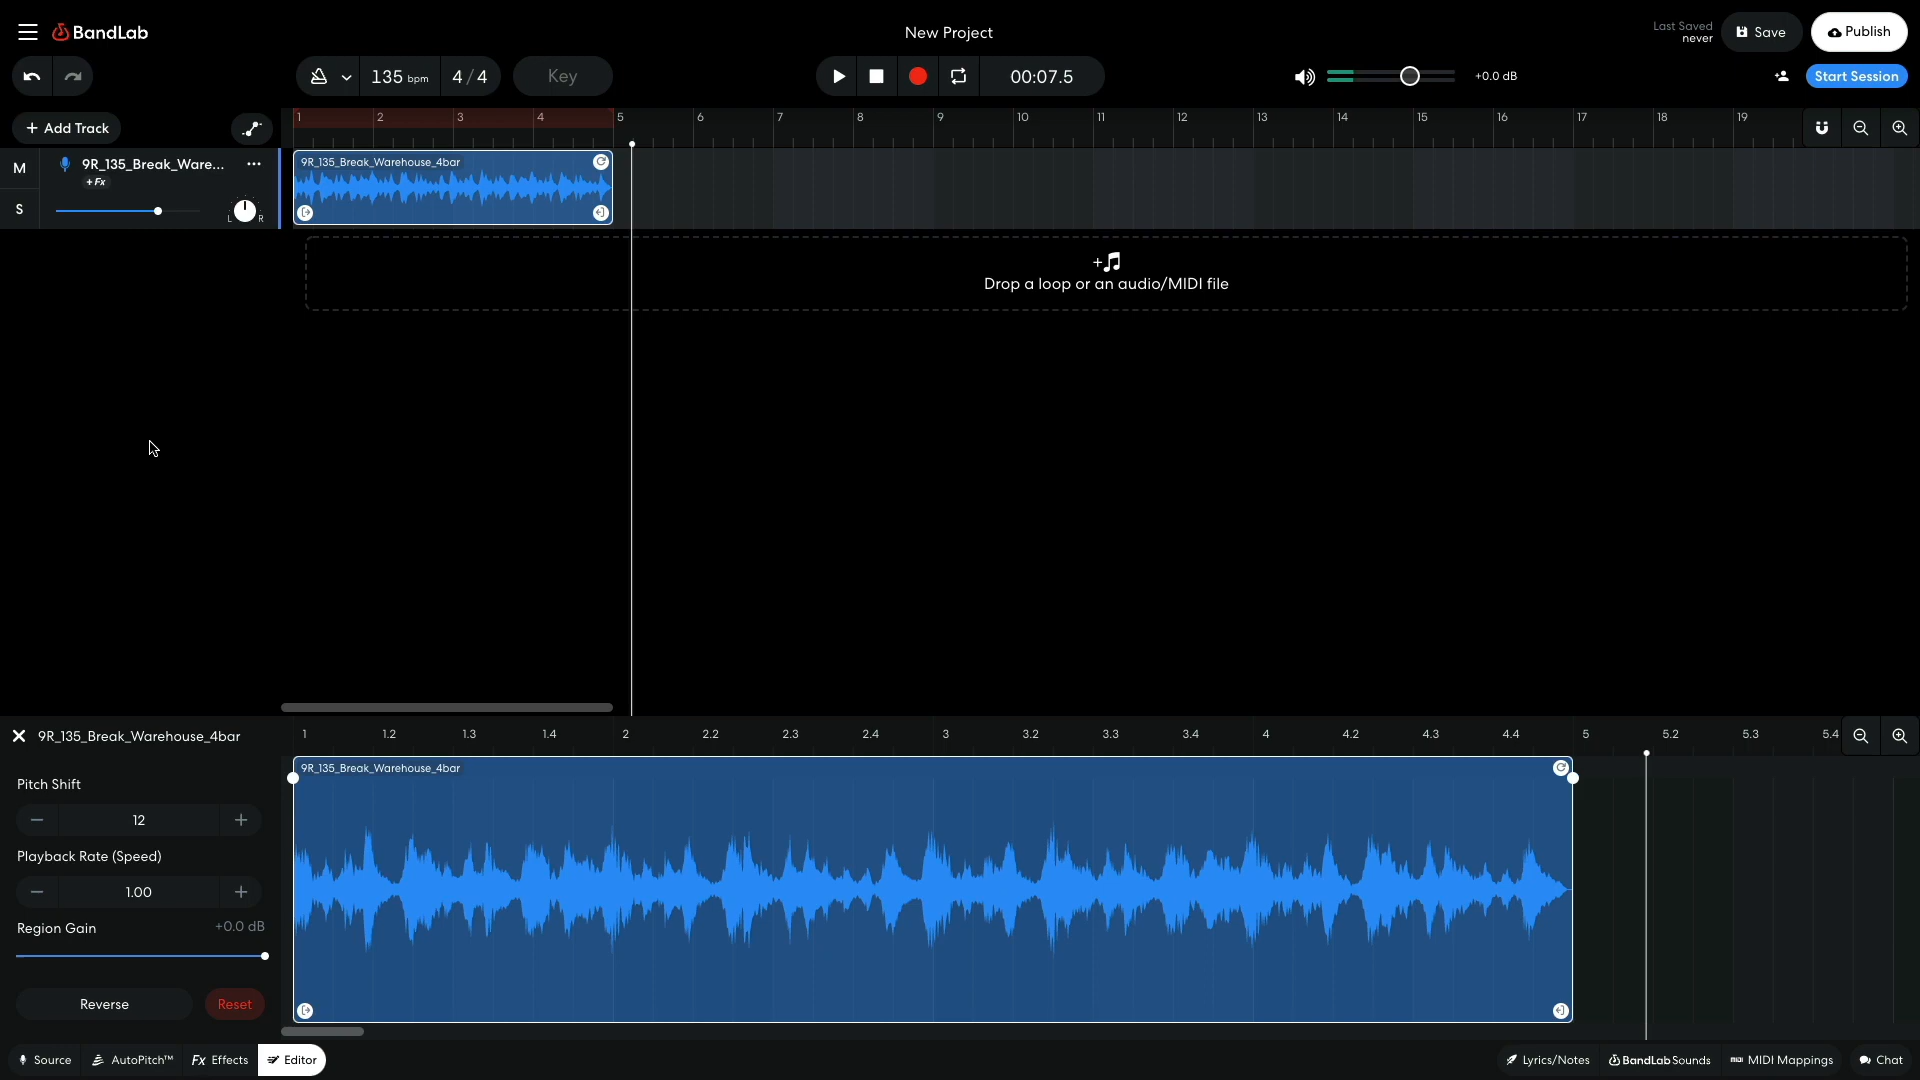 BandLab
New Project
Last Saved
never
Save
Publish
135 bpm
4/4
Key
00:07.5
+0.0 dB
Start Session
+ Add Track
1 2 3 4 5 6 7 8 9 10 11 12 13 14 15 16 17 18 19
M
9R_135_Break_Ware...
+Fx
S
L R
9R_135_Break_Warehouse_4bar
Drop a loop or an audio/MIDI file
9R_135_Break_Warehouse_4bar
1 1.2 1.3 1.4 2 2.2 2.3 2.4 3 3.2 3.3 3.4 4 4.2 4.3 4.4 5 5.2 5.3 5.4
9R_135_Break_Warehouse_4bar
Pitch Shift
12
Playback Rate (Speed)
1.00
Region Gain +0.0 dB
Reverse
Reset
Source
AutoPitch™
Fx Effects
Editor
Lyrics/Notes
BandLab Sounds
MIDI MIDI Mappings
Chat